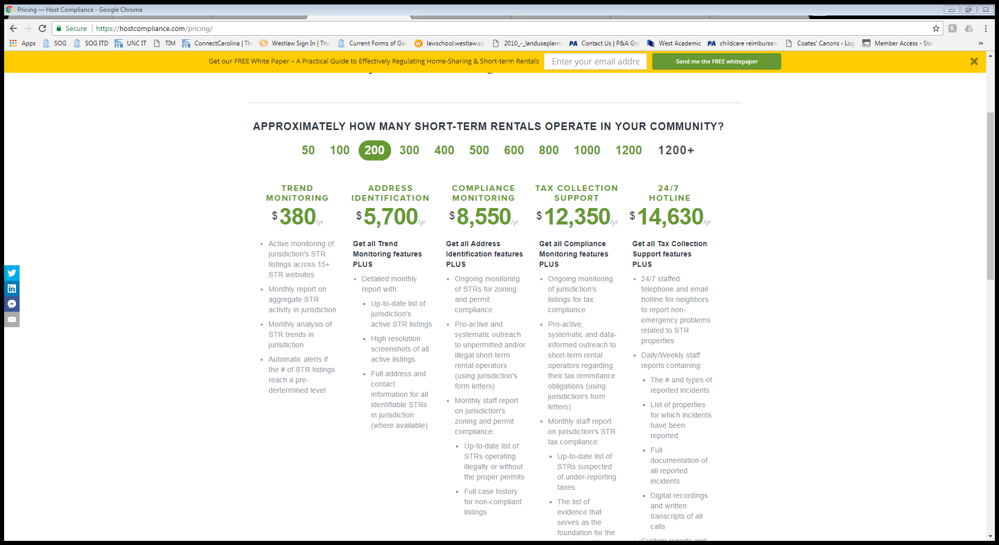 Pricing — Host Compliance - Google Chrome
Secure https://hostcompliance.com/pricing/
Apps SOG SOG ITD UNC IT TIM ConnectCarolina | Th Westlaw Sign In | Tho Current Forms of Gov lawschool.westlaw.co 2010_-_landuseplann Contact Us | P&A Gro West Academic childcare reimbursem Coates' Canons ‹ Log Member Access - Sta »
Get our FREE White Paper – A Practical Guide to Effectively Regulating Home-Sharing & Short-term Rentals Enter your email addre Send me the FREE whitepaper
APPROXIMATELY HOW MANY SHORT-TERM RENTALS OPERATE IN YOUR COMMUNITY?
50 100 200 300 400 500 600 800 1000 1200 1200+
TREND
MONITORING
$380/yr
• Active monitoring of
jurisdiction's STR
listings across 15+
STR websites
• Monthly report on
aggregate STR
activity in jurisdiction
• Monthly analysis of
STR trends in
jurisdiction
• Automatic alerts if
the # of STR listings
reach a pre-
dertermined level
ADDRESS
IDENTIFICATION
$5,700/yr
Get all Trend
Monitoring features
PLUS
• Detailed monthly
report with:
▪ Up-to-date list of
jurisdiction's
active STR listings
▪ High resolution
screenshots of all
active listings
▪ Full address and
contact
information for all
identifiable STRs
in jurisdiction
(where available)
COMPLIANCE
MONITORING
$8,550/yr
Get all Address
Identification features
PLUS
• Ongoing monitoring
of STRs for zoning
and permit
compliance
• Pro-active and
systematic outreach
to unpermitted and/or
illegal short-term
rental operators
(using jurisdiction's
form letters)
• Monthly staff report
on jurisdiction's
zoning and permit
compliance:
▪ Up-to-date list of
STRs operating
illegally or without
the proper permits
▪ Full case history
for non-compliant
listings
TAX COLLECTION
SUPPORT
$12,350/yr
Get all Compliance
Monitoring features
PLUS
• Ongoing monitoring
of jurisdiction's
listings for tax
compliance
• Pro-active,
systematic and data-
informed outreach to
short-term rental
operators regarding
their tax remmitance
obligations (using
jurisdiction's form
letters)
• Monthly staff report
on jurisdiction's STR
tax compliance:
▪ Up-to-date list of
STRs suspected
of under-reporting
taxes
▪ The list of
evidence that
serves as the
foundation for the
24/7
HOTLINE
$14,630/yr
Get all Tax Collection
Support features
PLUS
• 24/7 staffed
telephone and email
hotline for neighbors
to report non-
emergency problems
related to STR
properties
• Daily/Weekly staff
reports containing:
▪ The # and types of
reported incidents
▪ List of properties
for which incidents
have been
reported
▪ Full
documentation of
all reported
incidents
▪ Digital recordings
and written
transcripts of all
calls
• Custom reports and